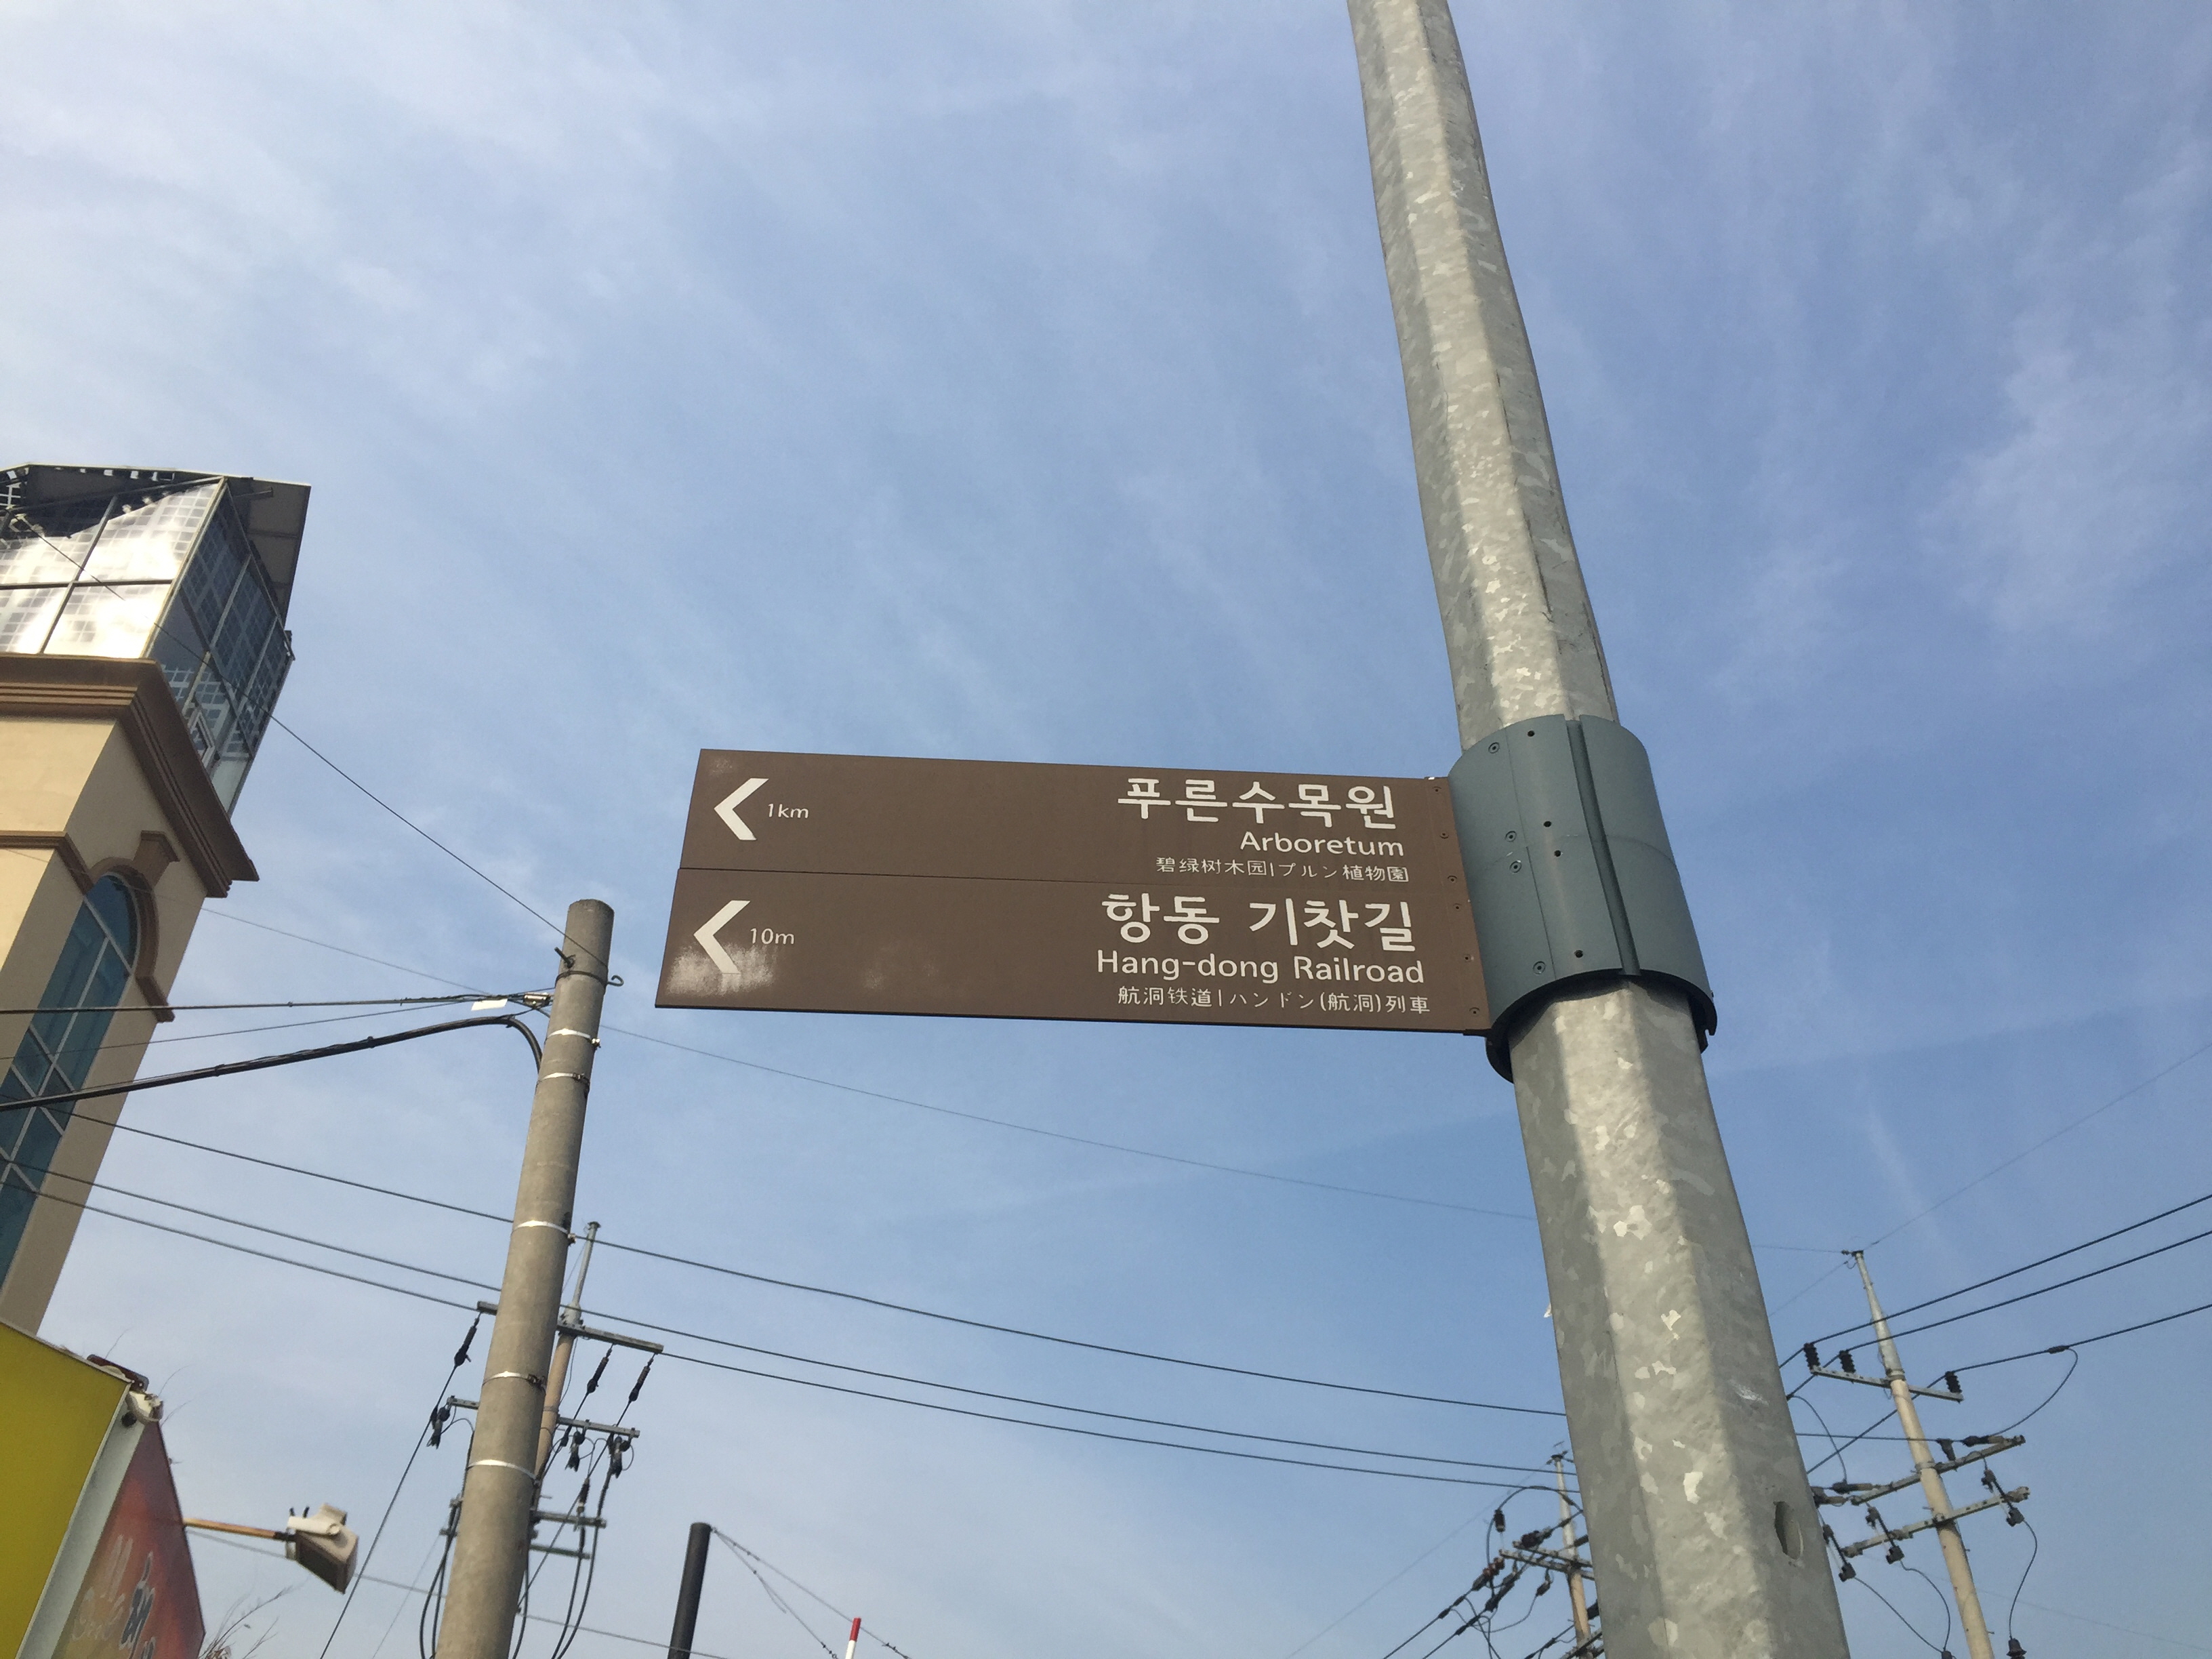 1km
푸른수목원
Arboretum
碧绿树木园|プルン植物園
10m
항동 기찻길
Hang-dong Railroad
航洞铁道|ハンドン(航洞)列車